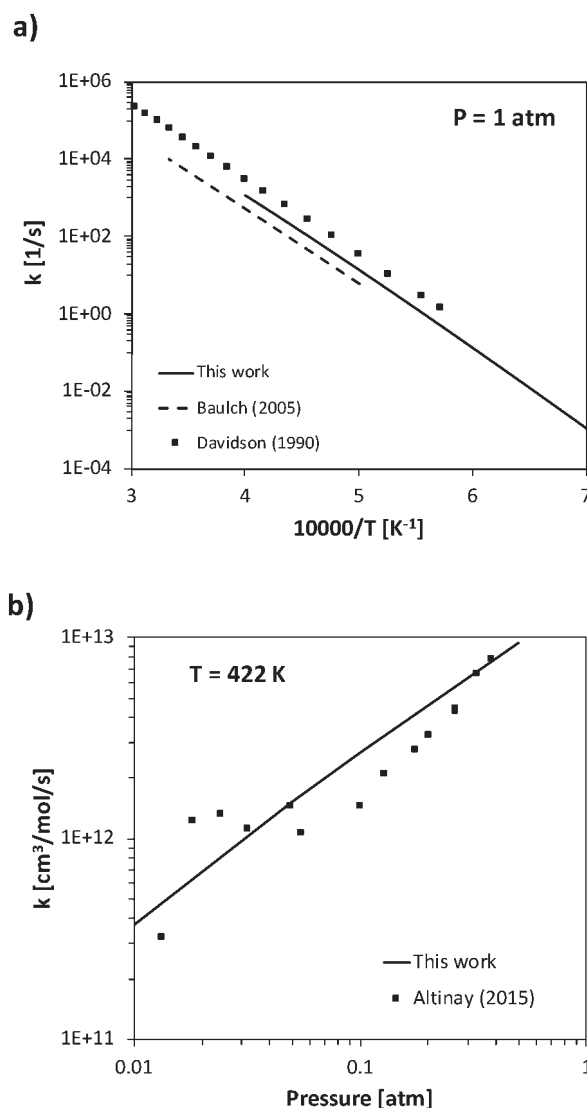 a)
1E+06
1E+04
1E+02
1E+00
1E-02
1E-04
k [1/s]
P = 1 atm
This work
Baulch (2005)
Davidson (1990)
3 4 5 6 7
10000/T [K⁻¹]
b)
1E+13
1E+12
1E+11
k [cm³/mol/s]
T = 422 K
This work
Altinay (2015)
0.01 0.1 1
Pressure [atm]